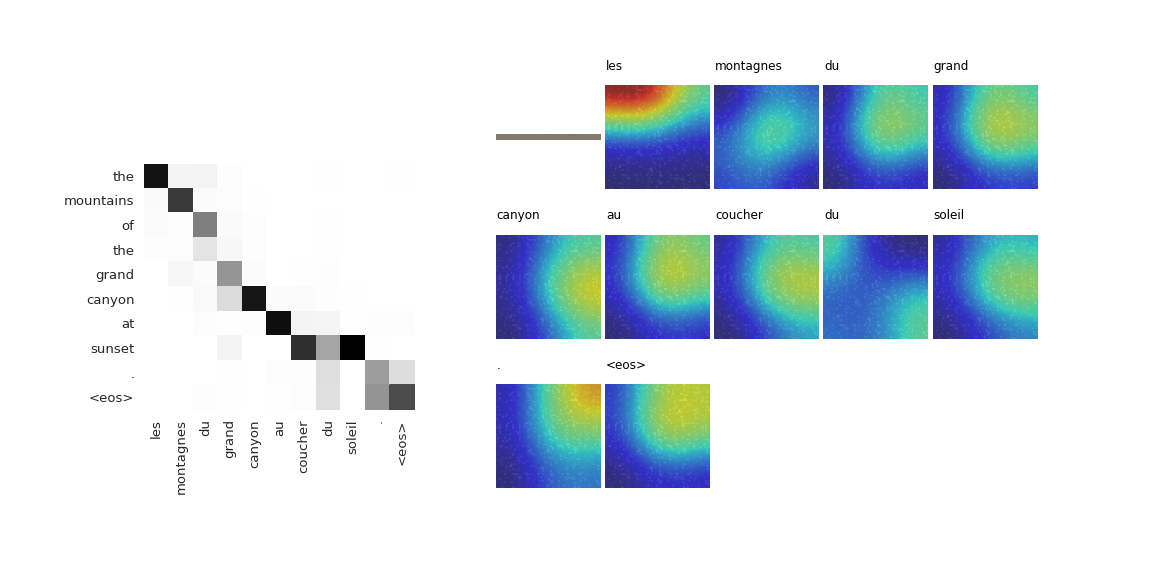 the
mountains
of
the
grand
canyon
at
sunset
.
<eos>
les
montagnes
du
grand
canyon
au
coucher
du
soleil
.
<eos>
les montagnes du grand
canyon au coucher du soleil
. <eos>